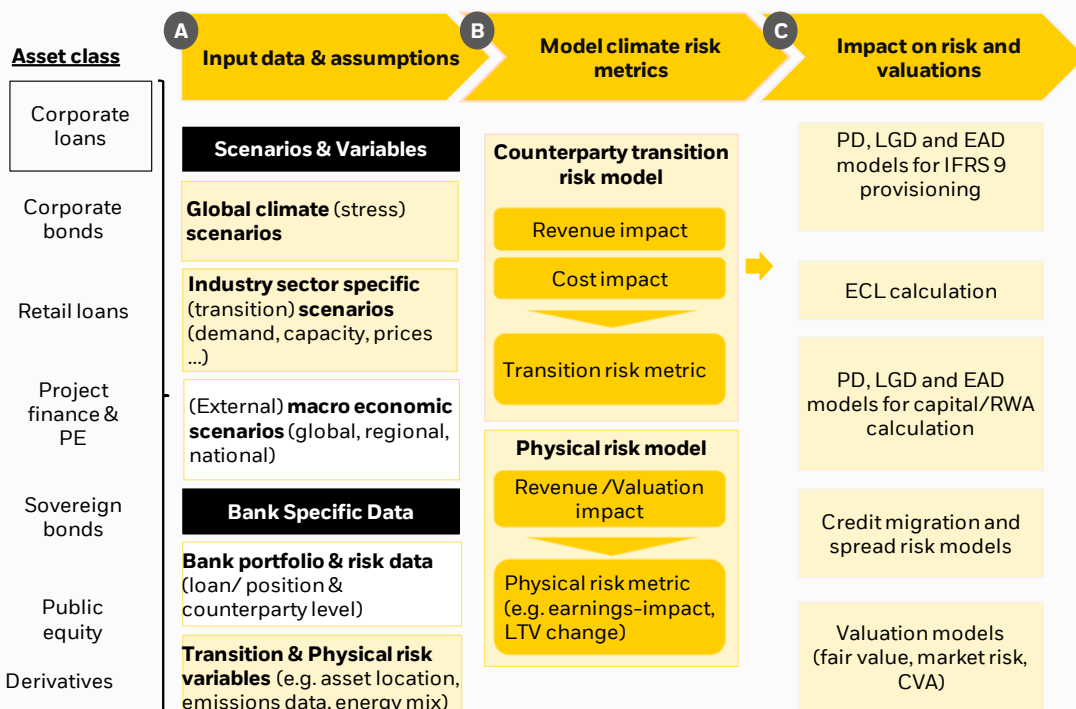 A
Input data & assumptions
B
Model climate risk
metrics
C
Impact on risk and
valuations
Asset class
Corporate
loans
Corporate
bonds
Retail loans
Project
finance &
PE
Sovereign
bonds
Public
equity
Derivatives
Scenarios & Variables
Global climate (stress)
scenarios
Industry sector specific
(transition) scenarios
(demand, capacity, prices
...)
(External) macro economic
scenarios (global, regional,
national)
Bank Specific Data
Bank portfolio & risk data
(loan/ position &
counterparty level)
Transition & Physical risk
variables (e.g. asset location,
emissions data, energy mix)
Counterparty transition
risk model
Revenue impact
Cost impact
Transition risk metric
Physical risk model
Revenue /Valuation
impact
Physical risk metric
(e.g. earnings-impact,
LTV change)
PD, LGD and EAD
models for IFRS 9
provisioning
ECL calculation
PD, LGD and EAD
models for capital/RWA
calculation
Credit migration and
spread risk models
Valuation models
(fair value, market risk,
CVA)